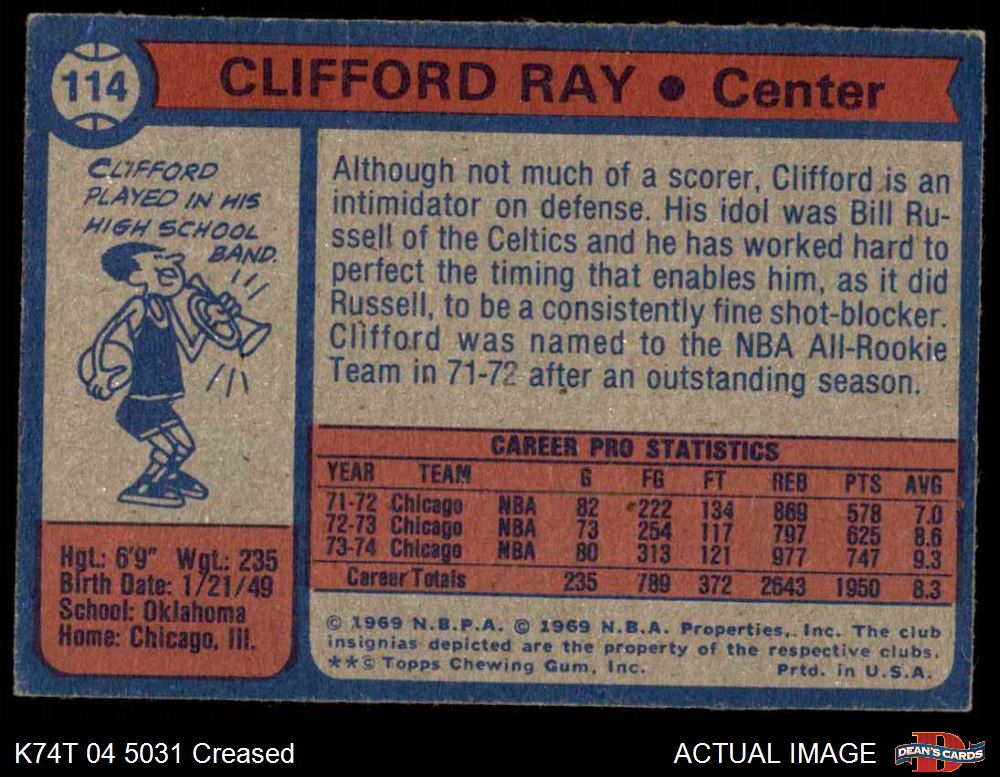 114
CLIFFORD RAY ● Center
CLIFFORD
PLAYED IN HIS
HIGH SCHOOL
BAND.
Although not much of a scorer, Clifford is an
intimidator on defense. His idol was Bill Ru-
ssell of the Celtics and he has worked hard to
perfect the timing that enables him, as it did
Russell, to be a consistently fine shot-blocker.
Clifford was named to the NBA All-Rookie
Team in 71-72 after an outstanding season.
CAREER PRO STATISTICS
YEAR TEAM G FG FT REB PTS AVG
71-72 Chicago NBA 82 222 134 869 578 7.0
72-73 Chicago NBA 73 254 117 797 625 8.6
73-74 Chicago NBA 80 313 121 977 747 9.3
Career Totals 235 789 372 2643 1950 8.3
Hgt.: 6'9" Wgt.: 235
Birth Date: 1/21/49
School: Oklahoma
Home: Chicago, Ill.
© 1969 N.B.P.A. © 1969 N.B.A. Properties, Inc. The club
insignias depicted are the property of the respective clubs.
**© Topps Chewing Gum, Inc. Prtd. in U.S.A.
K74T 04 5031 Creased
ACTUAL IMAGE
D
DEAN'S CARDS